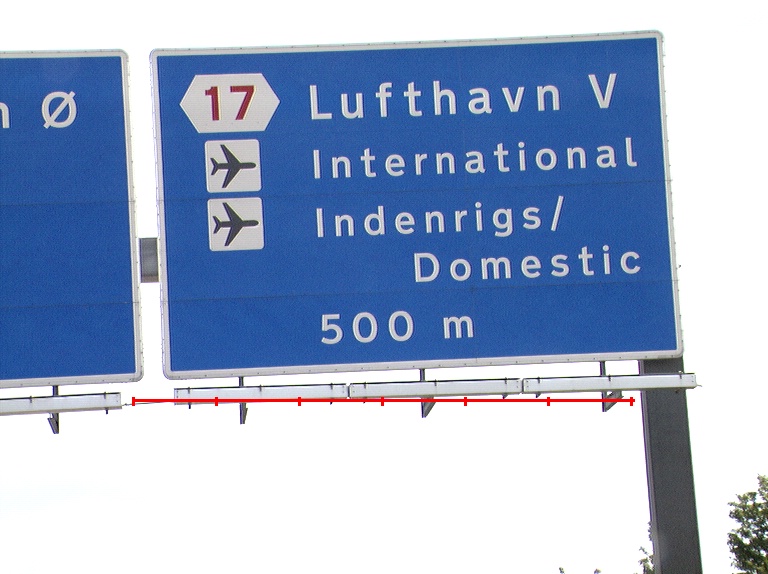 Ø
17 Lufthavn V
International
Indenrigs/
Domestic
500 m